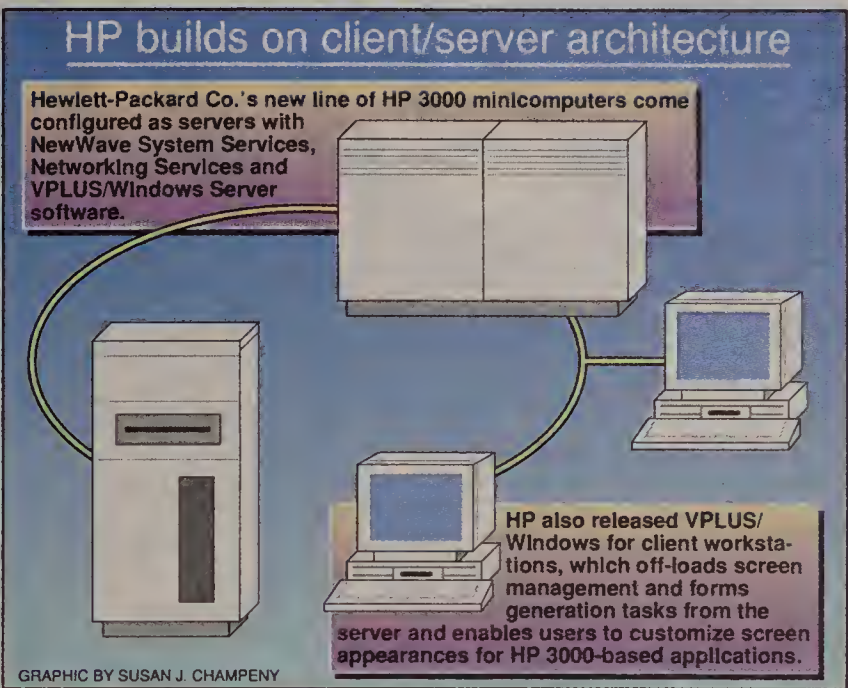 HP builds on client/server architecture
Hewlett-Packard Co.'s new line of HP 3000 minicomputers come
configured as servers with
NewWave System Services,
Networking Services and
VPLUS/Windows Server
software.
HP also released VPLUS/
Windows for client worksta-
tions, which off-loads screen
management and forms
generation tasks from the
server and enables users to customize screen
appearances for HP 3000-based applications.
GRAPHIC BY SUSAN J. CHAMPENY